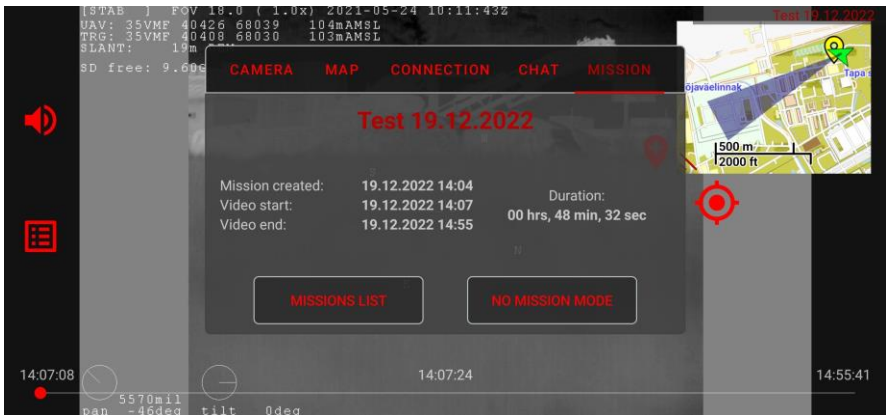 [STAB ] FOV 18.0 ( 1.0x) 2021-05-24 10:11:43Z
UAV: 35VMF 40426 68039 104mAMSL
TRG: 35VMF 40408 68030 103mAMSL
SLANT: 19m
SD free: 9.60G
Test 19.12.2022
CAMERA MAP CONNECTION CHAT MISSION
Tapa s
õjaväelinnak
500 m
2000 ft
Test 19.12.2022
Mission created: 19.12.2022 14:04
Video start: 19.12.2022 14:07
Video end: 19.12.2022 14:55
Duration:
00 hrs, 48 min, 32 sec
N
MISSIONS LIST
NO MISSION MODE
14:07:08
14:07:24
14:55:41
5570mil
pan -46deg tilt 0deg